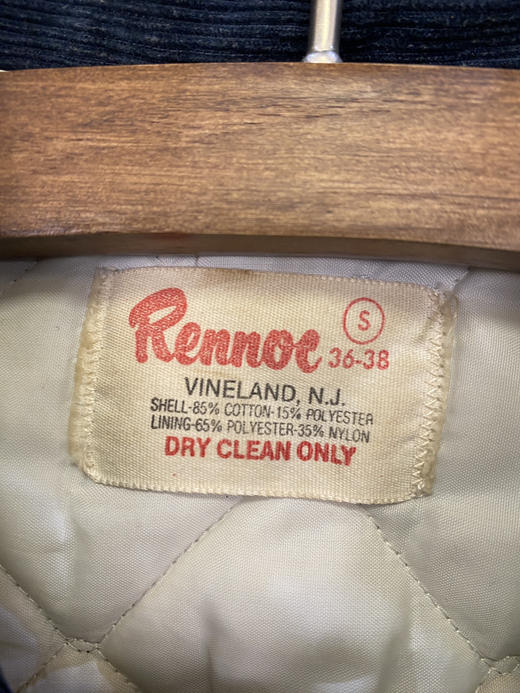 Rennoc
S
36-38
VINELAND, N.J.
SHELL-85% COTTON-15% POLYESTER
LINING-65% POLYESTER-35% NYLON
DRY CLEAN ONLY